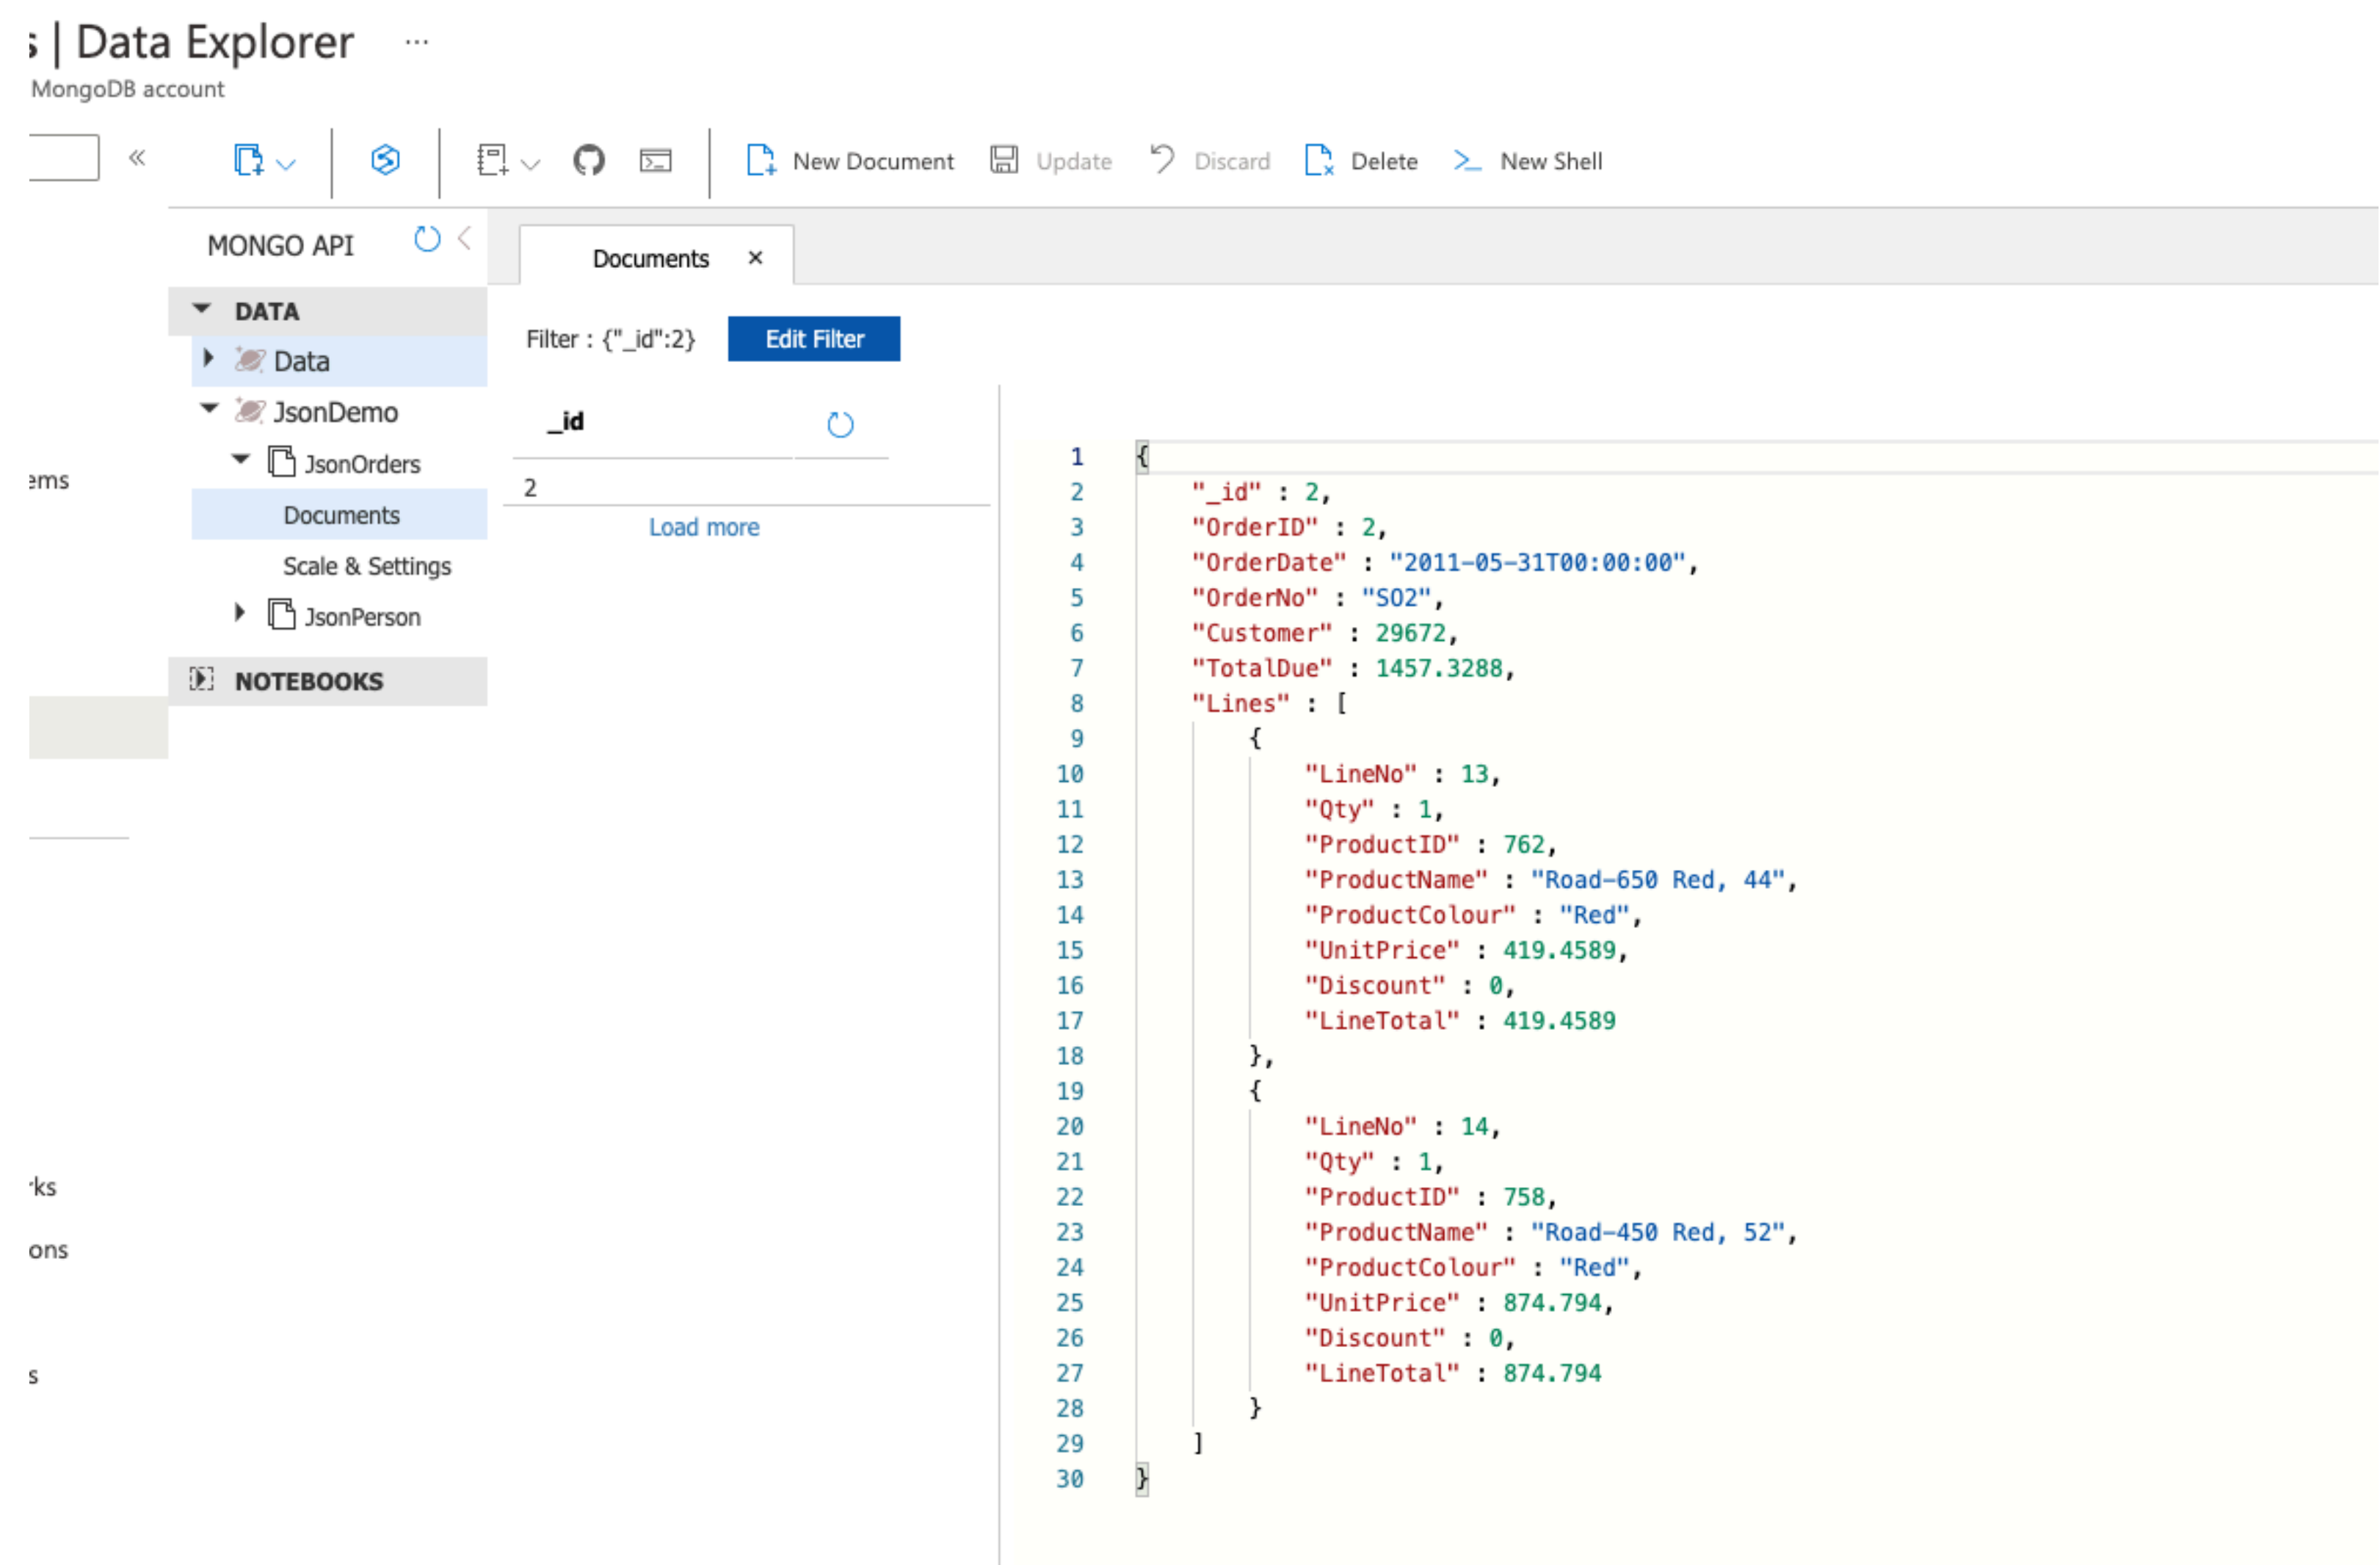 s | Data Explorer ...
MongoDB account
«
New Document
Update
Discard
Delete
New Shell
MONGO API
DATA
Data
JsonDemo
JsonOrders
Documents
Scale & Settings
JsonPerson
NOTEBOOKS
ems
rks
ons
s
Documents ×
Filter : {"_id":2} Edit Filter
_id
2
Load more
1 {
2 "_id" : 2,
3 "OrderID" : 2,
4 "OrderDate" : "2011-05-31T00:00:00",
5 "OrderNo" : "SO2",
6 "Customer" : 29672,
7 "TotalDue" : 1457.3288,
8 "Lines" : [
9 {
10 "LineNo" : 13,
11 "Qty" : 1,
12 "ProductID" : 762,
13 "ProductName" : "Road-650 Red, 44",
14 "ProductColour" : "Red",
15 "UnitPrice" : 419.4589,
16 "Discount" : 0,
17 "LineTotal" : 419.4589
18 },
19 {
20 "LineNo" : 14,
21 "Qty" : 1,
22 "ProductID" : 758,
23 "ProductName" : "Road-450 Red, 52",
24 "ProductColour" : "Red",
25 "UnitPrice" : 874.794,
26 "Discount" : 0,
27 "LineTotal" : 874.794
28 }
29 ]
30 }